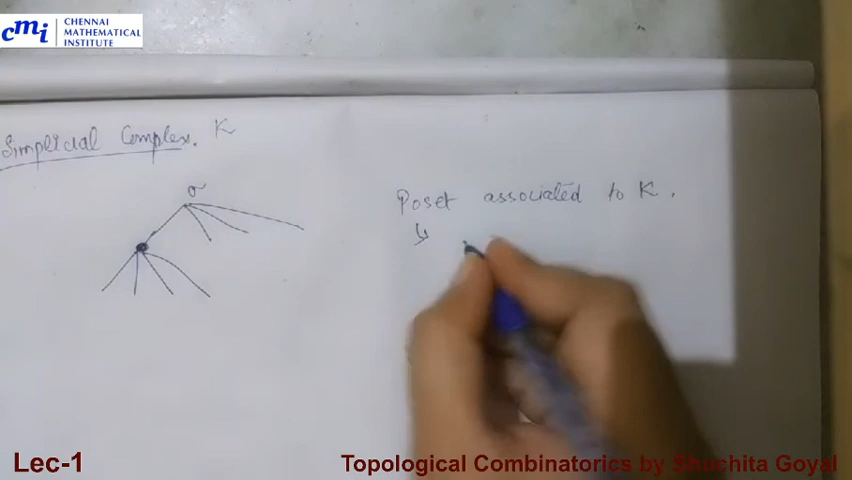 cmi CHENNAI
MATHEMATICAL
INSTITUTE
Simplicial Complex. K
σ
Poset associated to K.
Lec-1
Topological Combinatorics by Shuchita Goyal